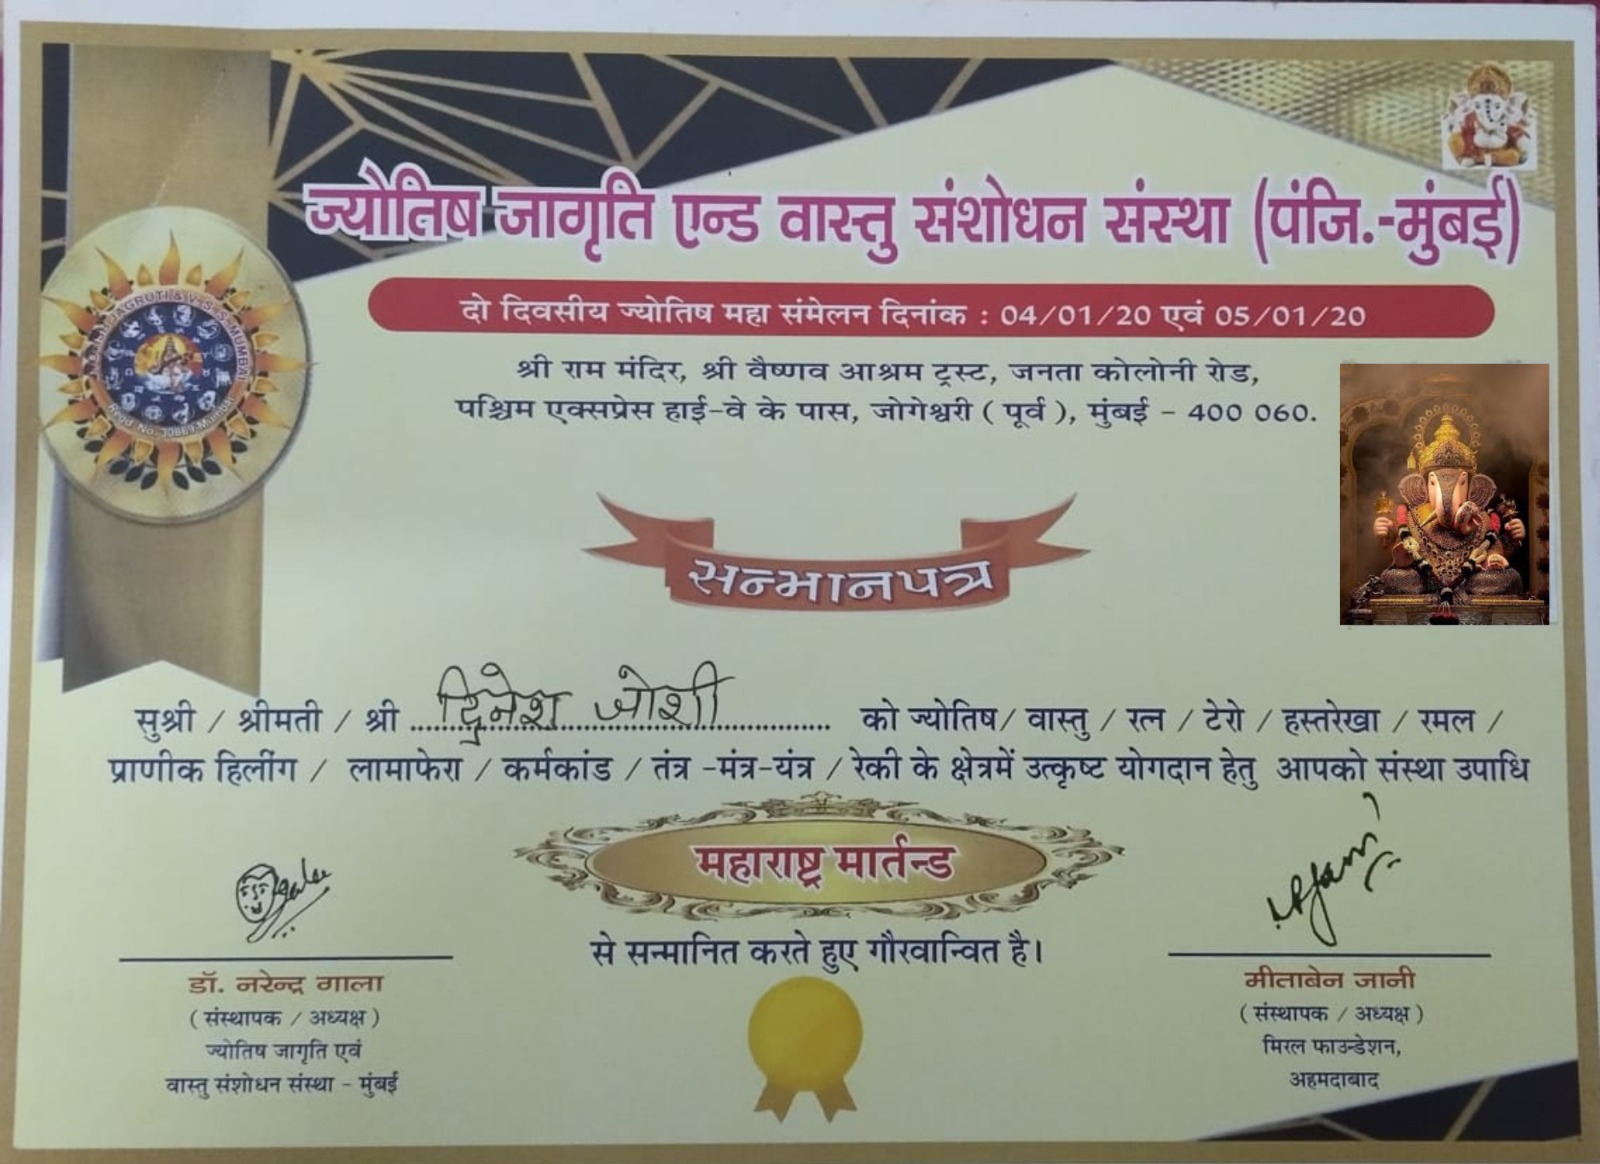 ज्योतिष जागृति एन्ड वास्तु संशोधन संस्था (पंजि.-मुंबई)
दो दिवसीय ज्योतिष महा संमेलन दिनांक : 04/01/20 एवं 05/01/20
श्री राम मंदिर, श्री वैष्णव आश्रम ट्रस्ट, जनता कोलोनी रोड,
पश्चिम एक्सप्रेस हाई-वे के पास, जोगेश्वरी ( पूर्व ), मुंबई - 400 060.
सन्मानपत्र
सुश्री / श्रीमती / श्री दिनेश जोशी को ज्योतिष/ वास्तु / रत्न / टेरो / हस्तरेखा / रमल /
प्राणीक हिलींग / लामाफेरा / कर्मकांड / तंत्र -मंत्र-यंत्र / रेकी के क्षेत्रमें उत्कृष्ट योगदान हेतु आपको संस्था उपाधि
महाराष्ट्र मार्तन्ड
से सन्मानित करते हुए गौरवान्वित है।
डॉ. नरेन्द्र गाला
( संस्थापक / अध्यक्ष )
ज्योतिष जागृति एवं
वास्तु संशोधन संस्था - मुंबई
मीताबेन जानी
( संस्थापक / अध्यक्ष )
मिरल फाउन्डेशन,
अहमदाबाद